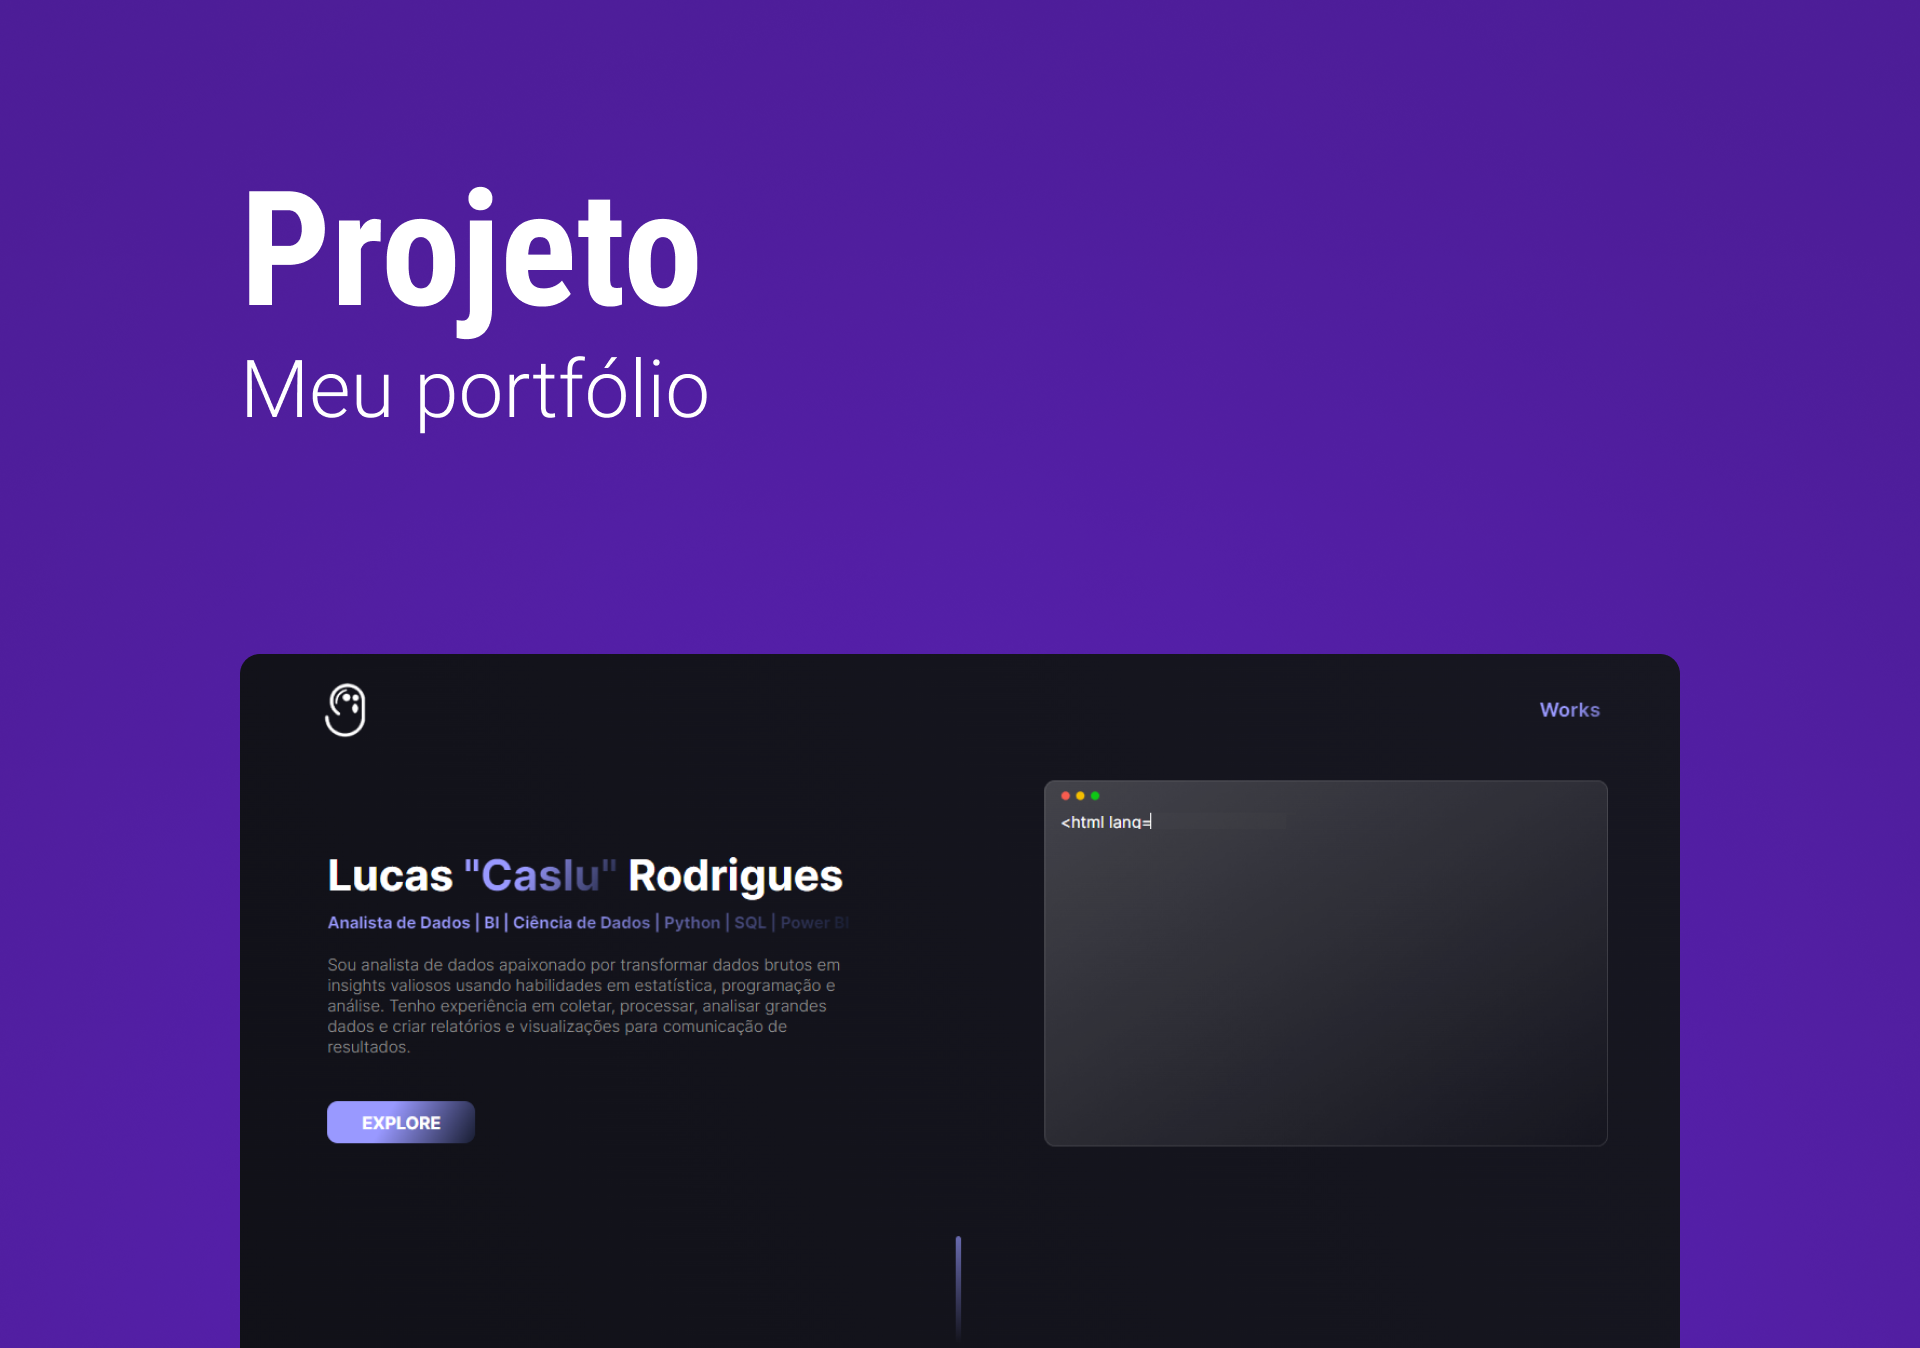 Projeto
Meu portfólio
Works
<html lang=
Lucas "Caslu" Rodrigues
Analista de Dados | BI | Ciência de Dados | Python | SQL | Power BI
Sou analista de dados apaixonado por transformar dados brutos em
insights valiosos usando habilidades em estatística, programação e
análise. Tenho experiência em coletar, processar, analisar grandes
dados e criar relatórios e visualizações para comunicação de
resultados.
EXPLORE